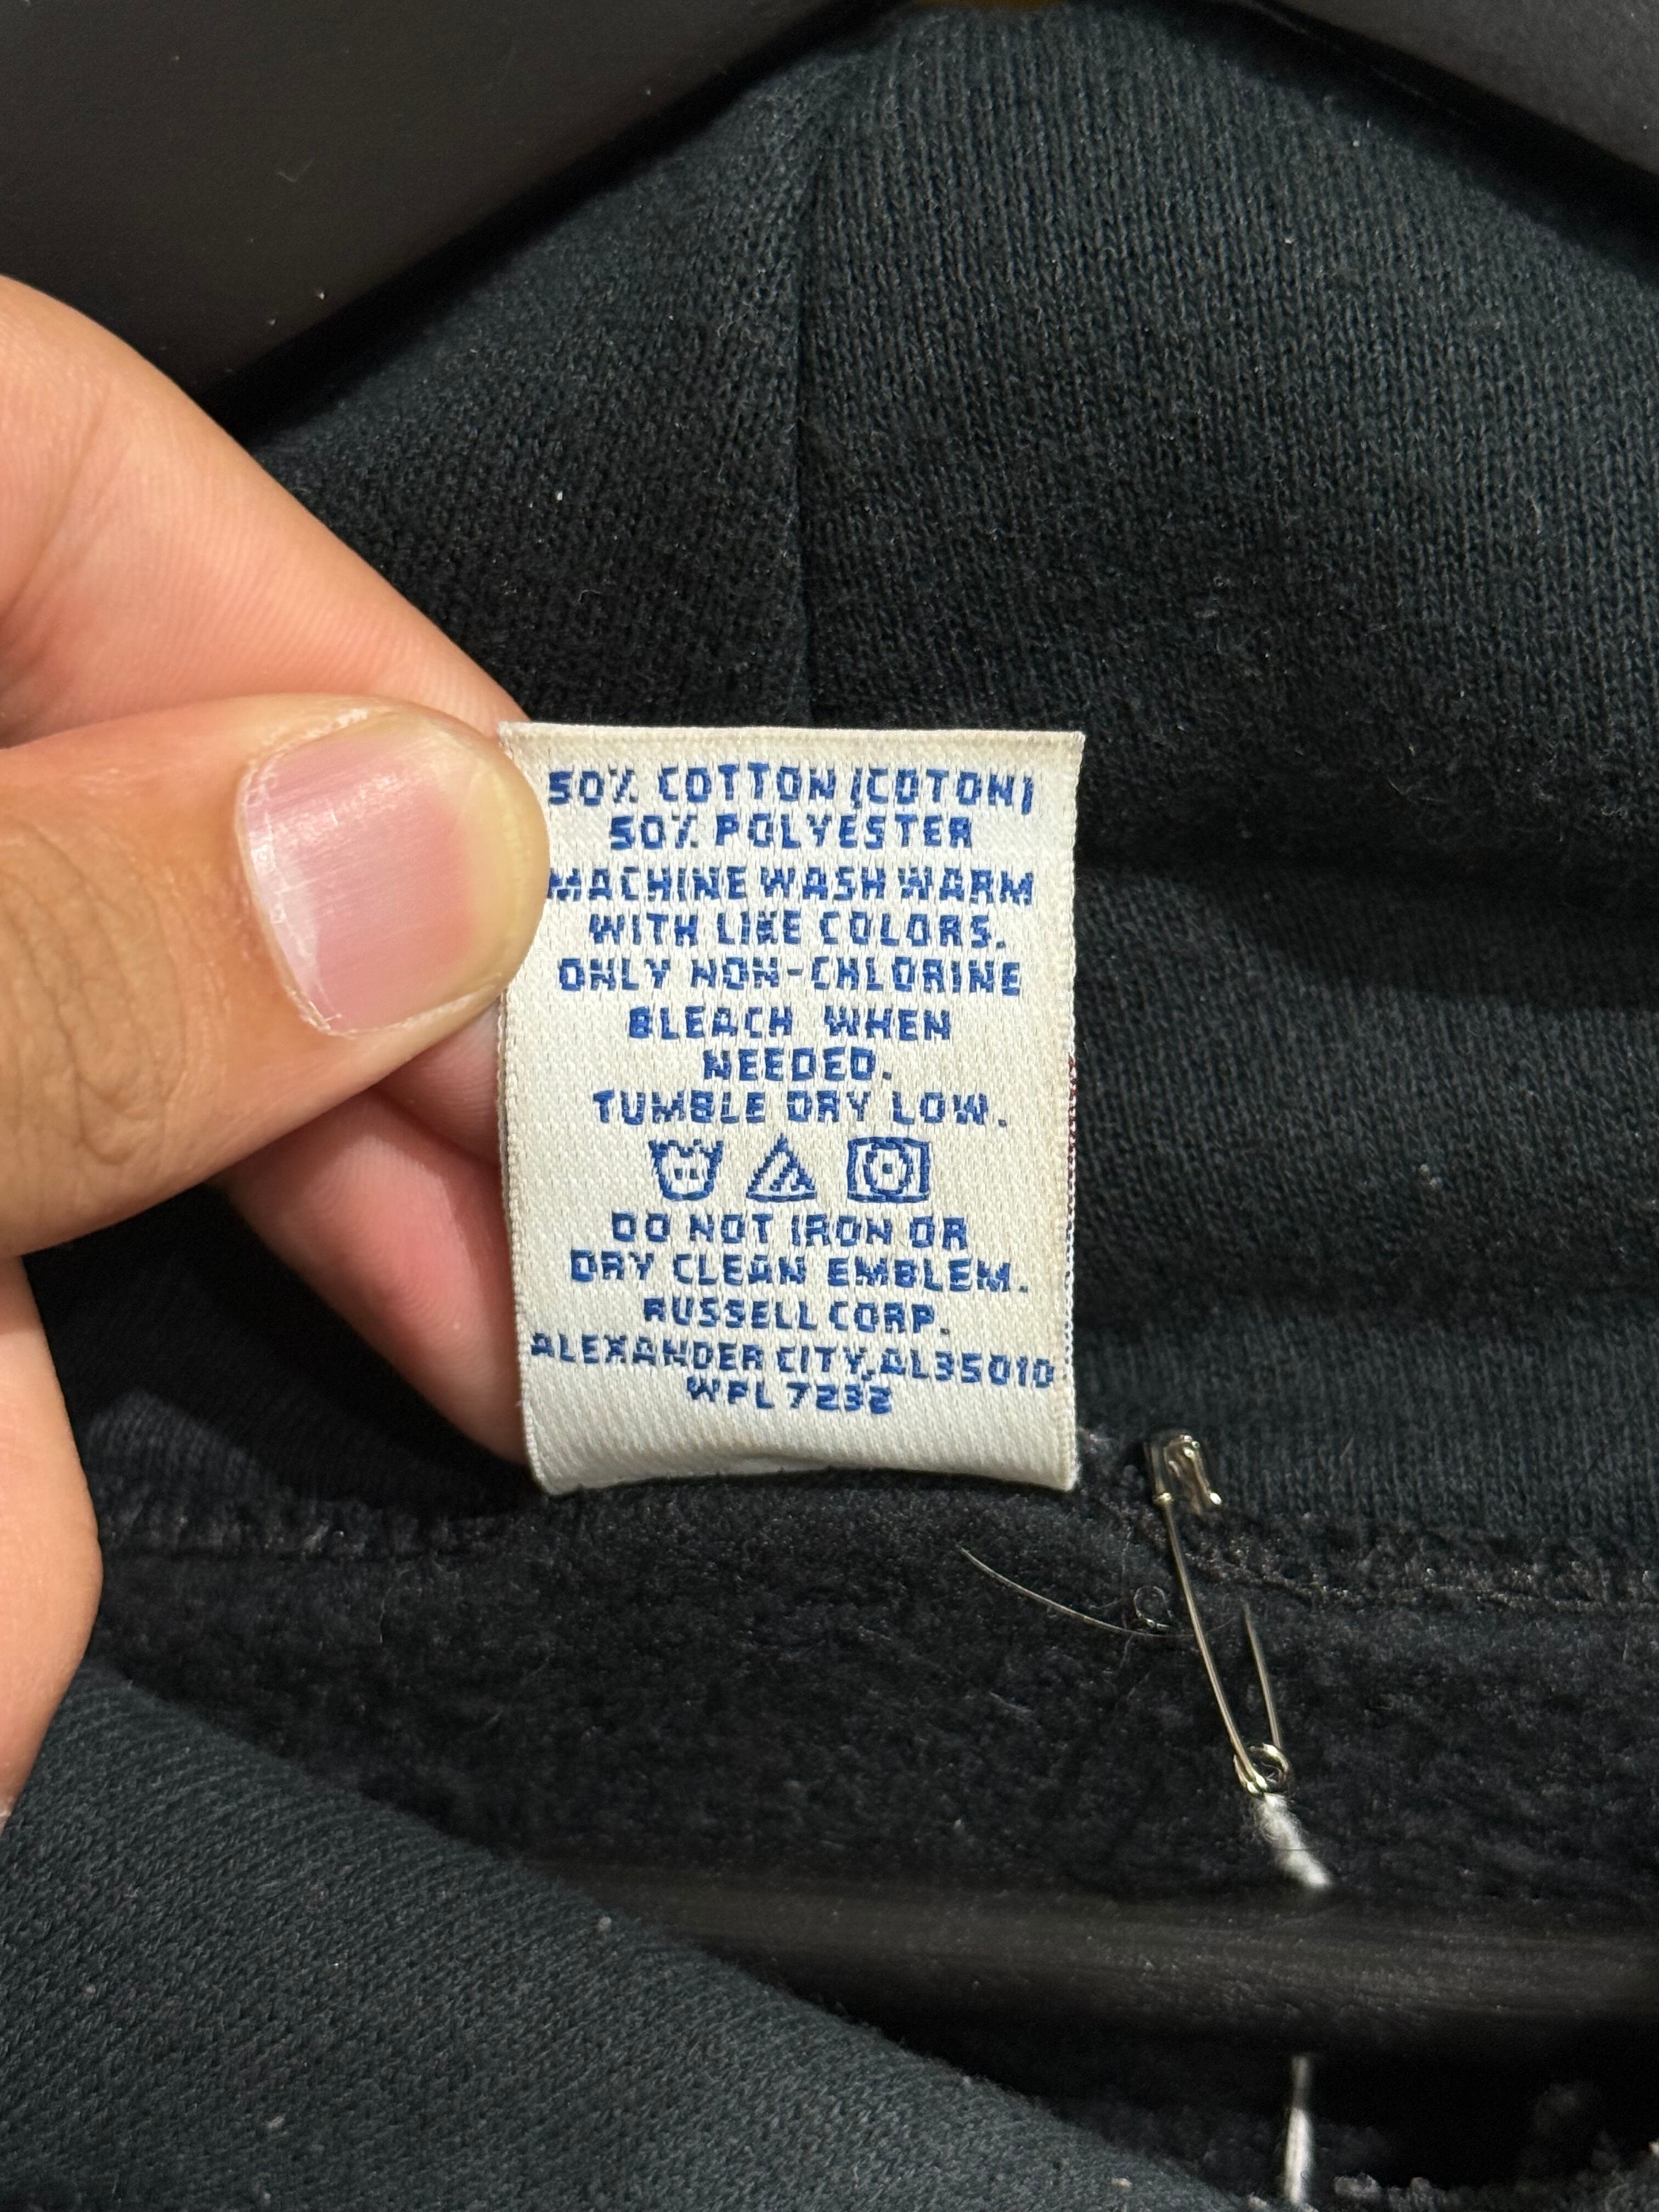 50% COTTON (COTON)
50% POLYESTER
MACHINE WASH WARM
WITH LIKE COLORS.
ONLY NON-CHLORINE
BLEACH WHEN
NEEDED.
TUMBLE DRY LOW.
DO NOT IRON OR
DRY CLEAN EMBLEM.
RUSSELL CORP.
ALEXANDER CITY, AL35010
WPL 7232